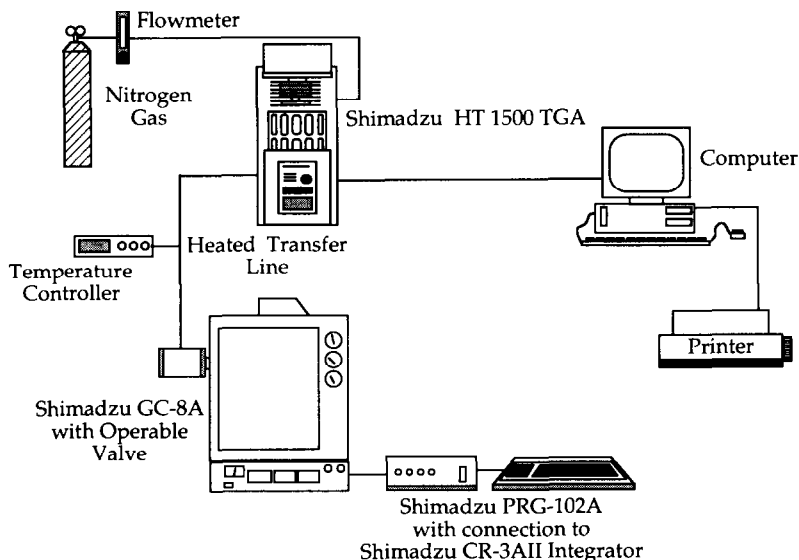 Flowmeter
Nitrogen
Gas
Shimadzu HT 1500 TGA
Computer
Heated Transfer
Line
Temperature
Controller
Printer
Shimadzu GC-8A
with Operable
Valve
Shimadzu PRG-102A
with connection to
Shimadzu CR-3AII Integrator